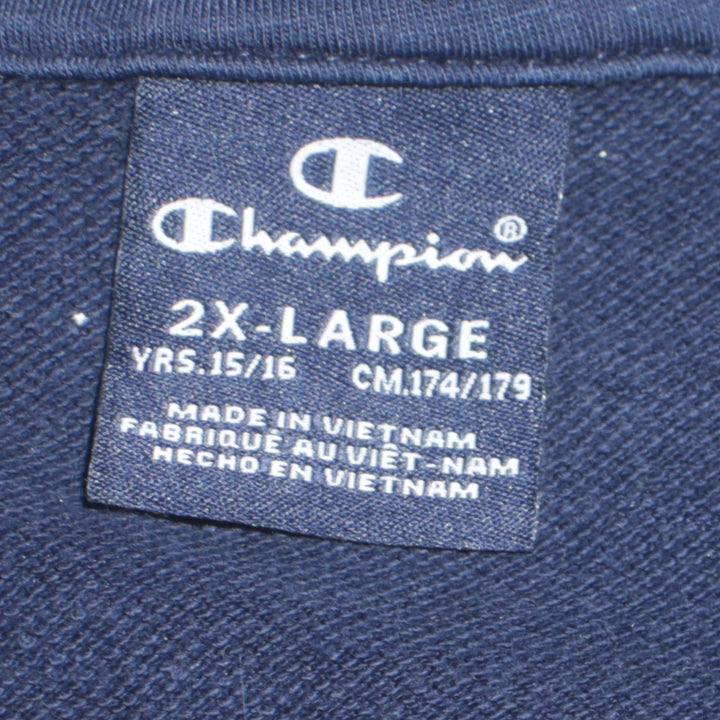 Champion®
2X-LARGE
YRS.15/16 CM.174/179
MADE IN VIETNAM
FABRIQUÉ AU VIÊT-NAM
HECHO EN VIETNAM